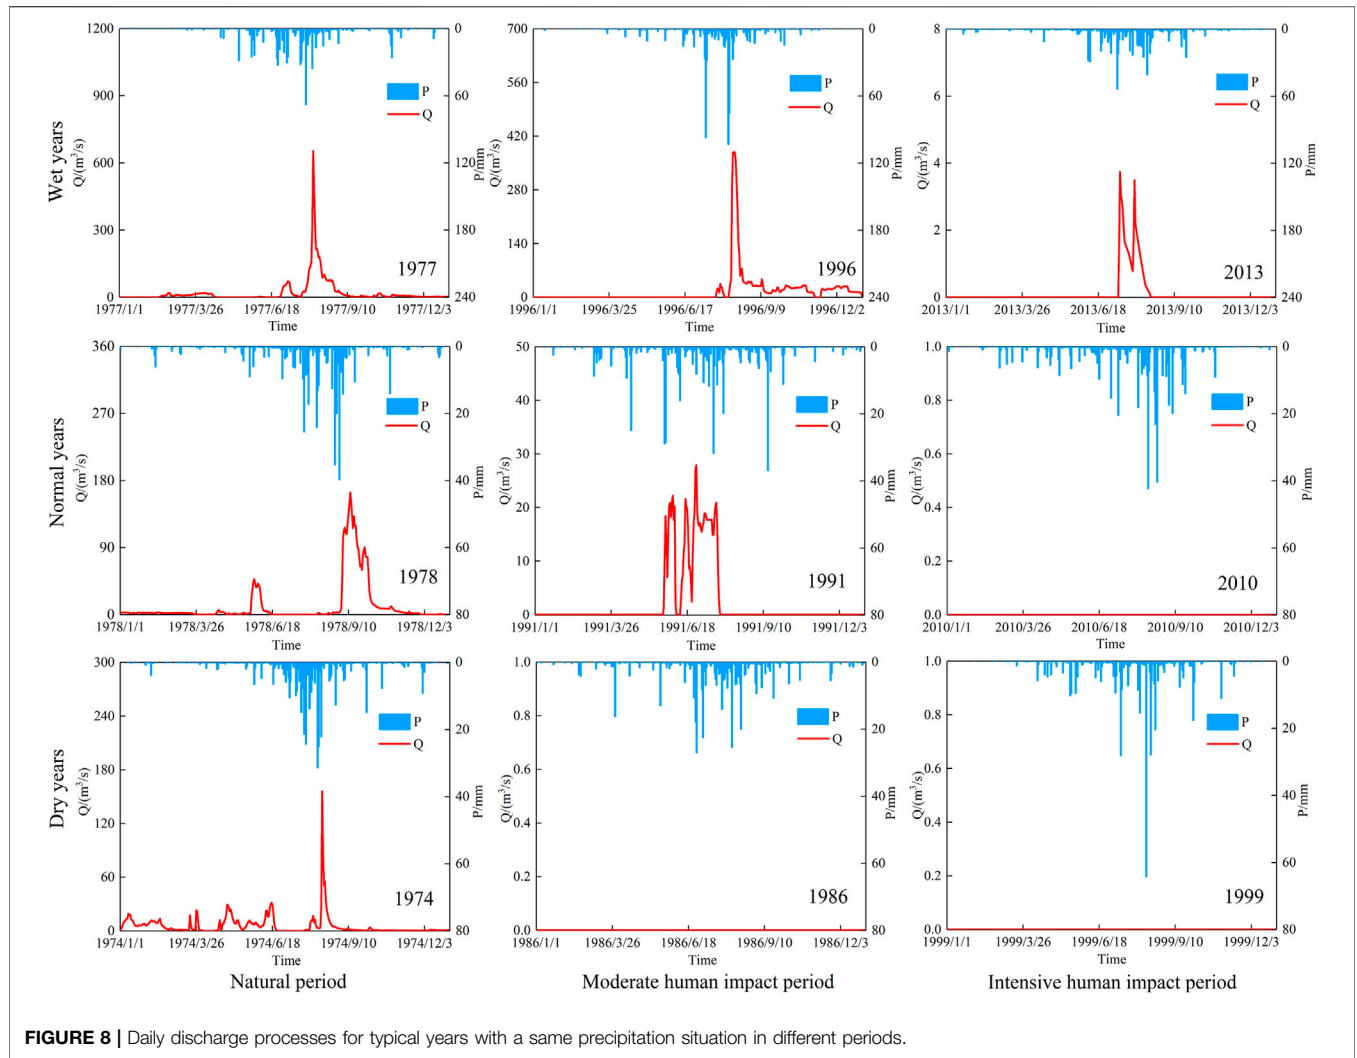 Wet years
1200
900
600
300
0
Q/(m³/s)
0
60
120
180
240
P/mm
P
Q
1977
1977/1/1
1977/3/26
1977/6/18
1977/9/10
1977/12/3
Time
700
560
420
280
140
0
Q/(m³/s)
0
60
120
180
240
P/mm
P
Q
1996
1996/1/1
1996/3/25
1996/6/17
1996/9/9
1996/12/2
Time
8
6
4
2
0
Q/(m³/s)
0
60
120
180
240
P/mm
P
Q
2013
2013/1/1
2013/3/26
2013/6/18
2013/9/10
2013/12/3
Time
Normal years
360
270
180
90
0
Q/(m³/s)
0
20
40
60
80
P/mm
P
Q
1978
1978/1/1
1978/3/26
1978/6/18
1978/9/10
1978/12/3
Time
50
40
30
20
10
0
Q/(m³/s)
0
20
40
60
80
P/mm
P
Q
1991
1991/1/1
1991/3/26
1991/6/18
1991/9/10
1991/12/3
Time
1.0
0.8
0.6
0.4
0.2
0.0
Q/(m³/s)
0
20
40
60
80
P/mm
P
Q
2010
2010/1/1
2010/3/26
2010/6/18
2010/9/10
2010/12/3
Time
Dry years
300
240
180
120
60
0
Q/(m³/s)
0
20
40
60
80
P/mm
P
Q
1974
1974/1/1
1974/3/26
1974/6/18
1974/9/10
1974/12/3
Time
1.0
0.8
0.6
0.4
0.2
0.0
Q/(m³/s)
0
20
40
60
80
P/mm
P
Q
1986
1986/1/1
1986/3/26
1986/6/18
1986/9/10
1986/12/3
Time
1.0
0.8
0.6
0.4
0.2
0.0
Q/(m³/s)
0
20
40
60
80
P/mm
P
Q
1999
1999/1/1
1999/3/26
1999/6/18
1999/9/10
1999/12/3
Time
Natural period
Moderate human impact period
Intensive human impact period
FIGURE 8 | Daily discharge processes for typical years with a same precipitation situation in different periods.